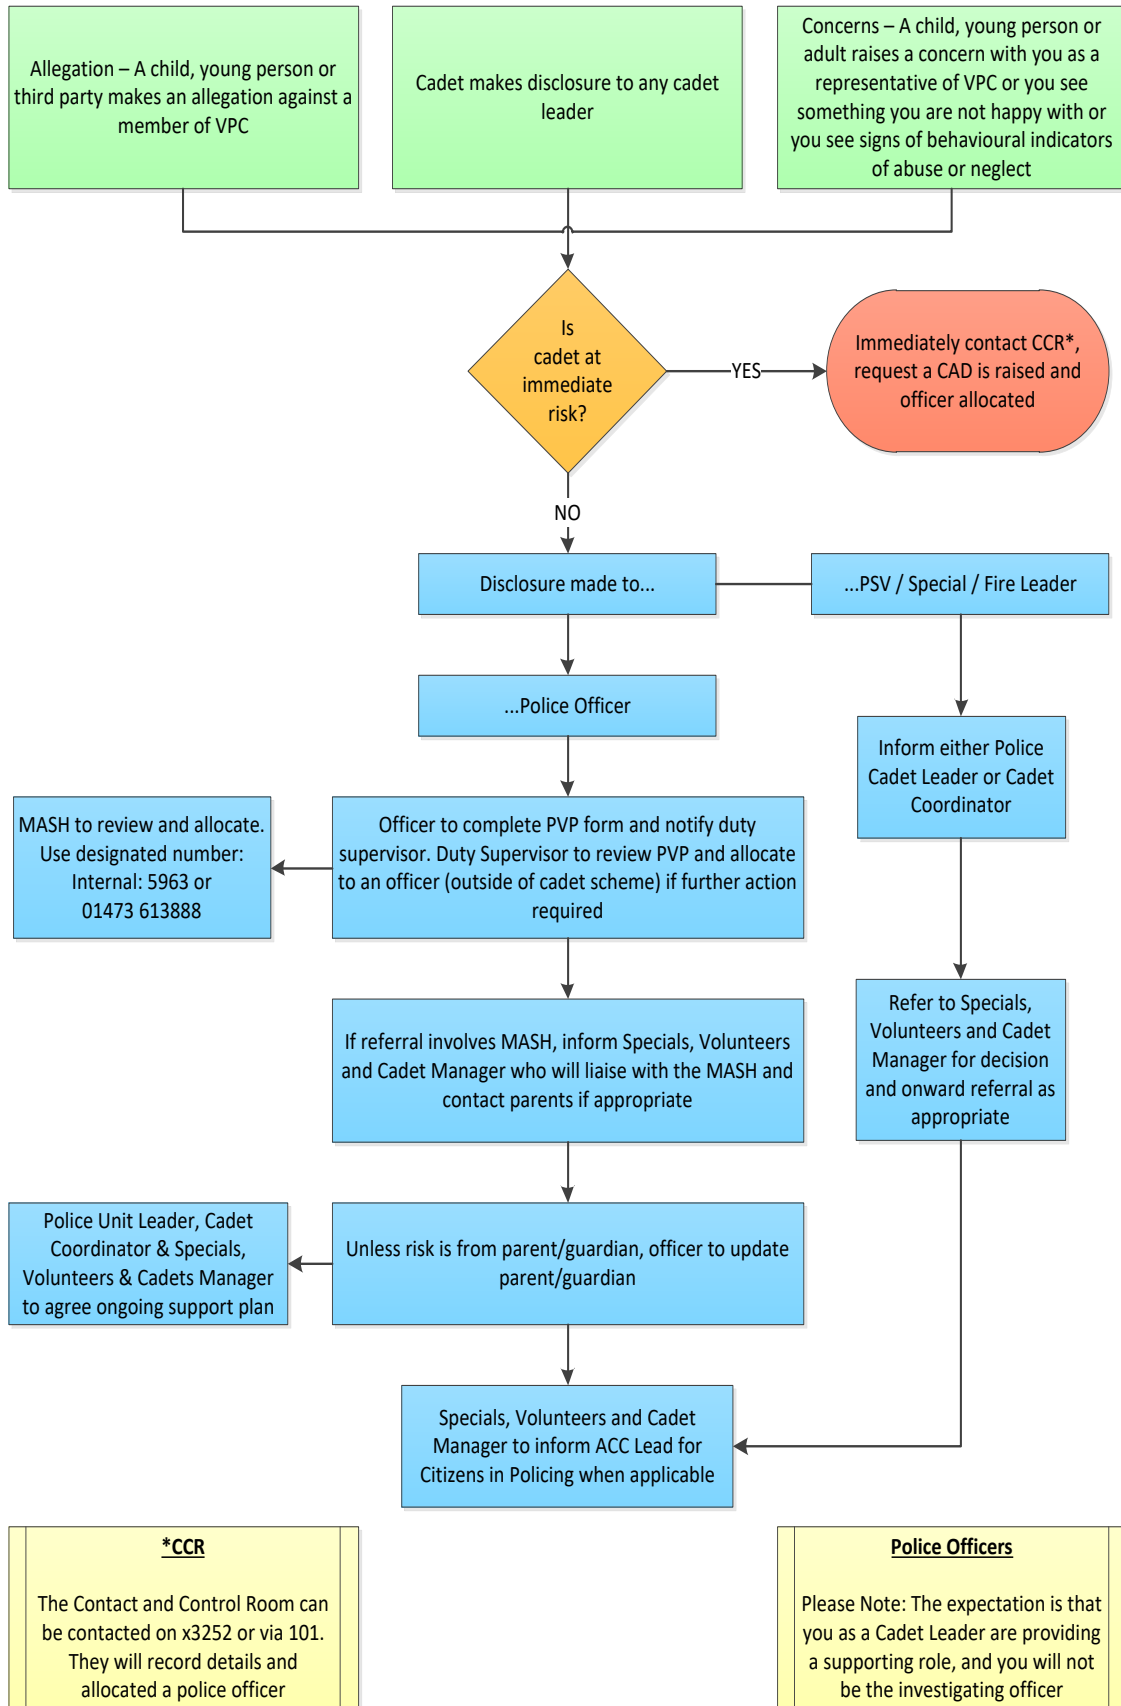 Allegation – A child, young person or
third party makes an allegation against a
member of VPC
Cadet makes disclosure to any cadet
leader
Concerns – A child, young person or
adult raises a concern with you as a
representative of VPC or you see
something you are not happy with or
you see signs of behavioural indicators
of abuse or neglect
Is
cadet at
immediate
risk?
YES
Immediately contact CCR*,
request a CAD is raised and
officer allocated
NO
Disclosure made to...
...PSV / Special / Fire Leader
...Police Officer
Inform either Police
Cadet Leader or Cadet
Coordinator
MASH to review and allocate.
Use designated number:
Internal: 5963 or
01473 613888
Officer to complete PVP form and notify duty
supervisor. Duty Supervisor to review PVP and allocate
to an officer (outside of cadet scheme) if further action
required
Refer to Specials,
Volunteers and Cadet
Manager for decision
and onward referral as
appropriate
If referral involves MASH, inform Specials, Volunteers
and Cadet Manager who will liaise with the MASH and
contact parents if appropriate
Police Unit Leader, Cadet
Coordinator & Specials,
Volunteers & Cadets Manager
to agree ongoing support plan
Unless risk is from parent/guardian, officer to update
parent/guardian
Specials, Volunteers and Cadet
Manager to inform ACC Lead for
Citizens in Policing when applicable
*CCR
The Contact and Control Room can
be contacted on x3252 or via 101.
They will record details and
allocated a police officer
Police Officers
Please Note: The expectation is that
you as a Cadet Leader are providing
a supporting role, and you will not
be the investigating officer